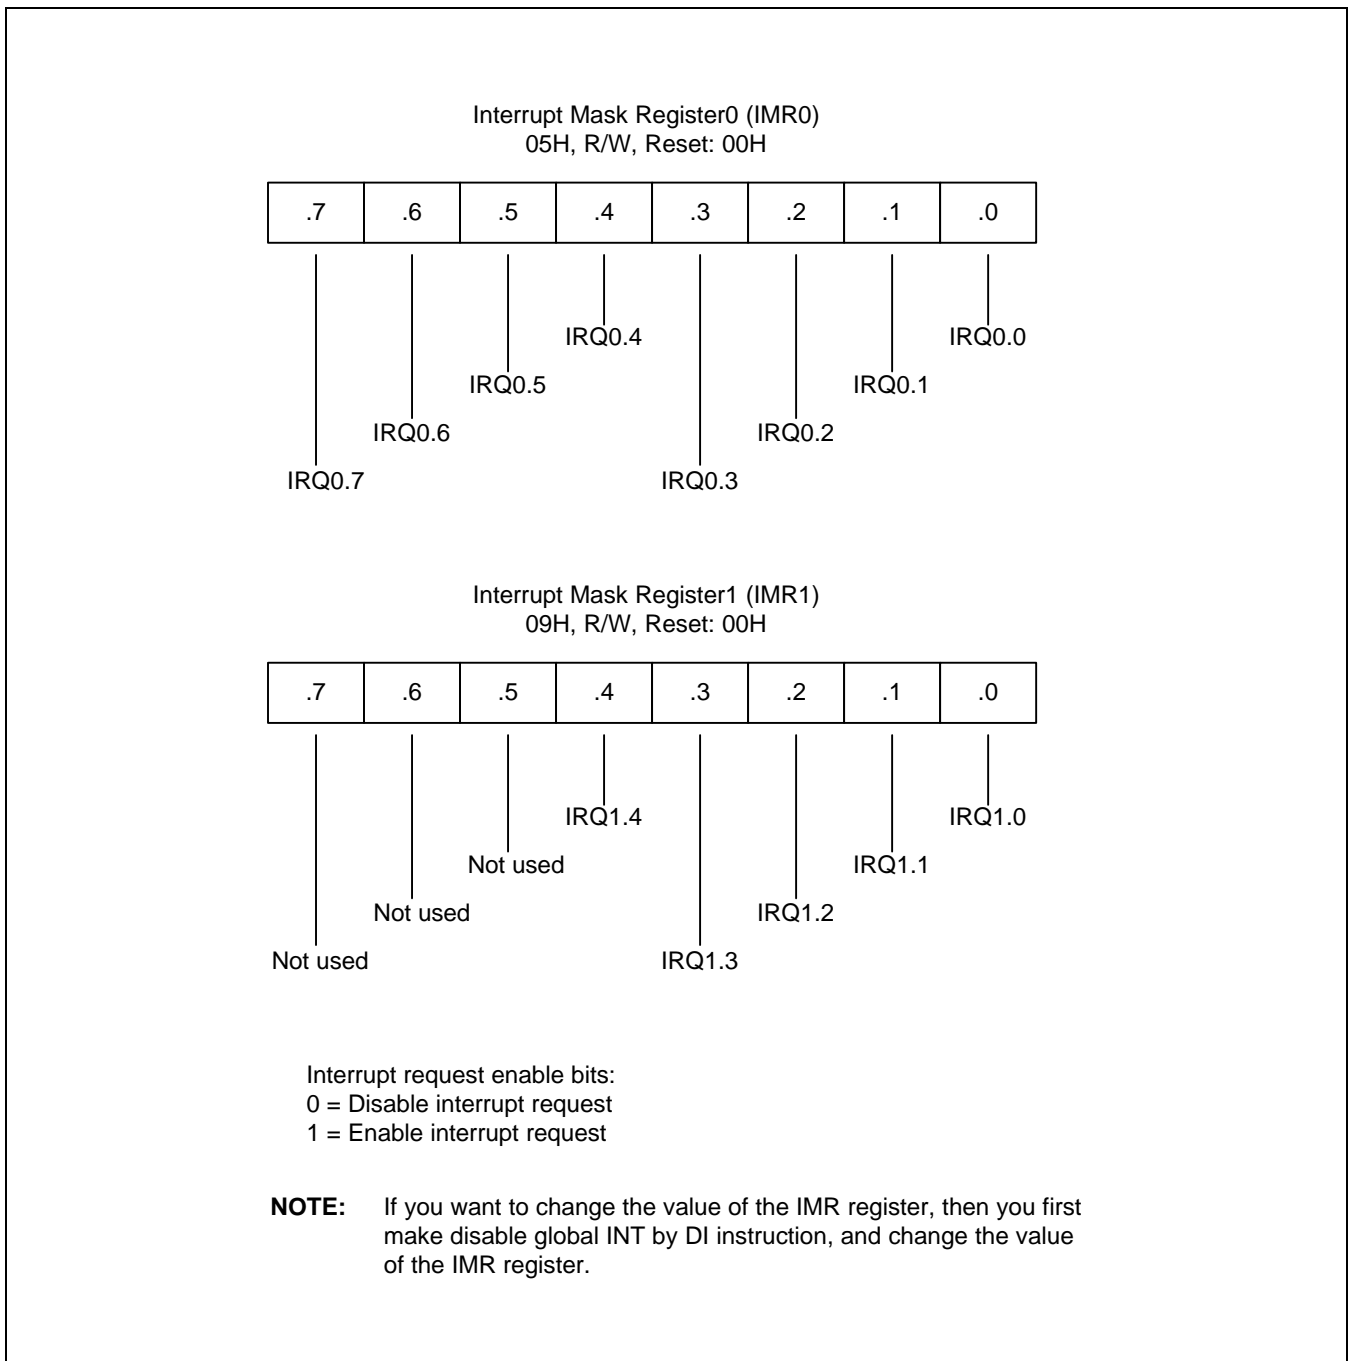 Interrupt Mask Register0 (IMR0)
05H, R/W, Reset: 00H
.7 .6 .5 .4 .3 .2 .1 .0
IRQ0.4 IRQ0.0
IRQ0.5 IRQ0.1
IRQ0.6 IRQ0.2
IRQ0.7 IRQ0.3
Interrupt Mask Register1 (IMR1)
09H, R/W, Reset: 00H
.7 .6 .5 .4 .3 .2 .1 .0
IRQ1.4 IRQ1.0
Not used IRQ1.1
Not used IRQ1.2
Not used IRQ1.3
Interrupt request enable bits:
0 = Disable interrupt request
1 = Enable interrupt request
NOTE: If you want to change the value of the IMR register, then you first
make disable global INT by DI instruction, and change the value
of the IMR register.